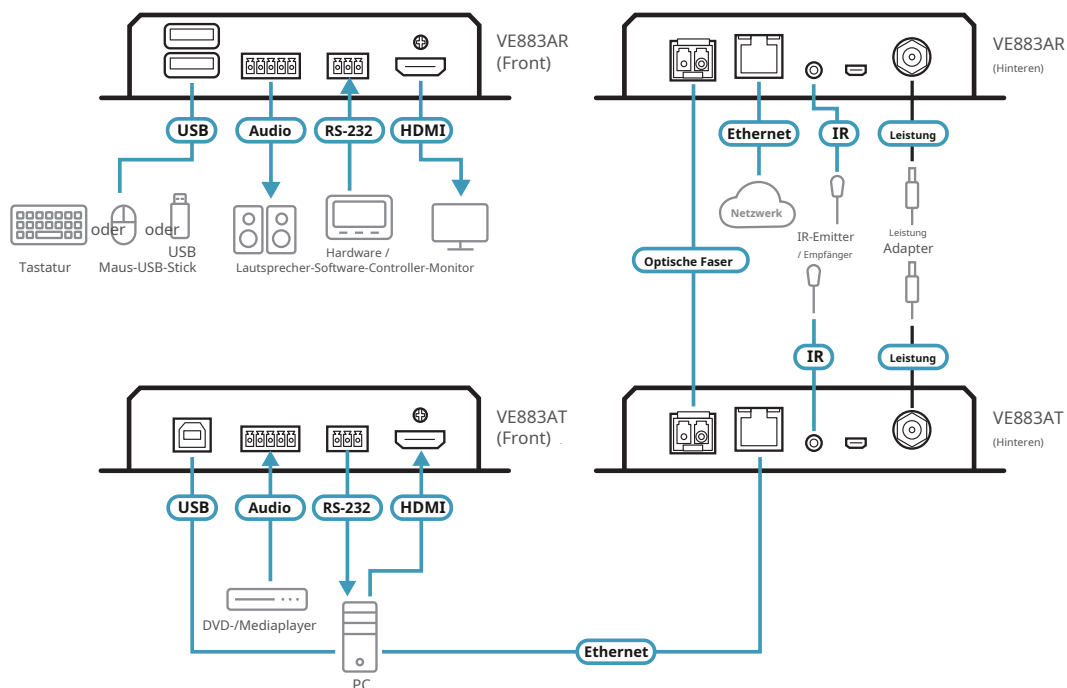 VE883AR
(Front)
USB
Audio
RS-232
HDMI
oder
oder
USB
Hardware /
Tastatur
Maus-USB-Stick
Lautsprecher-Software-Controller-Monitor
VE883AR
(Hinteren)
Ethernet
IR
Leistung
Netzwerk
IR-Emitter
/ Empfänger
Leistung
Adapter
Optische Faser
IR
Leistung
VE883AT
(Front)
USB
Audio
RS-232
HDMI
DVD-/Mediaplayer
PC
VE883AT
(Hinteren)
Ethernet